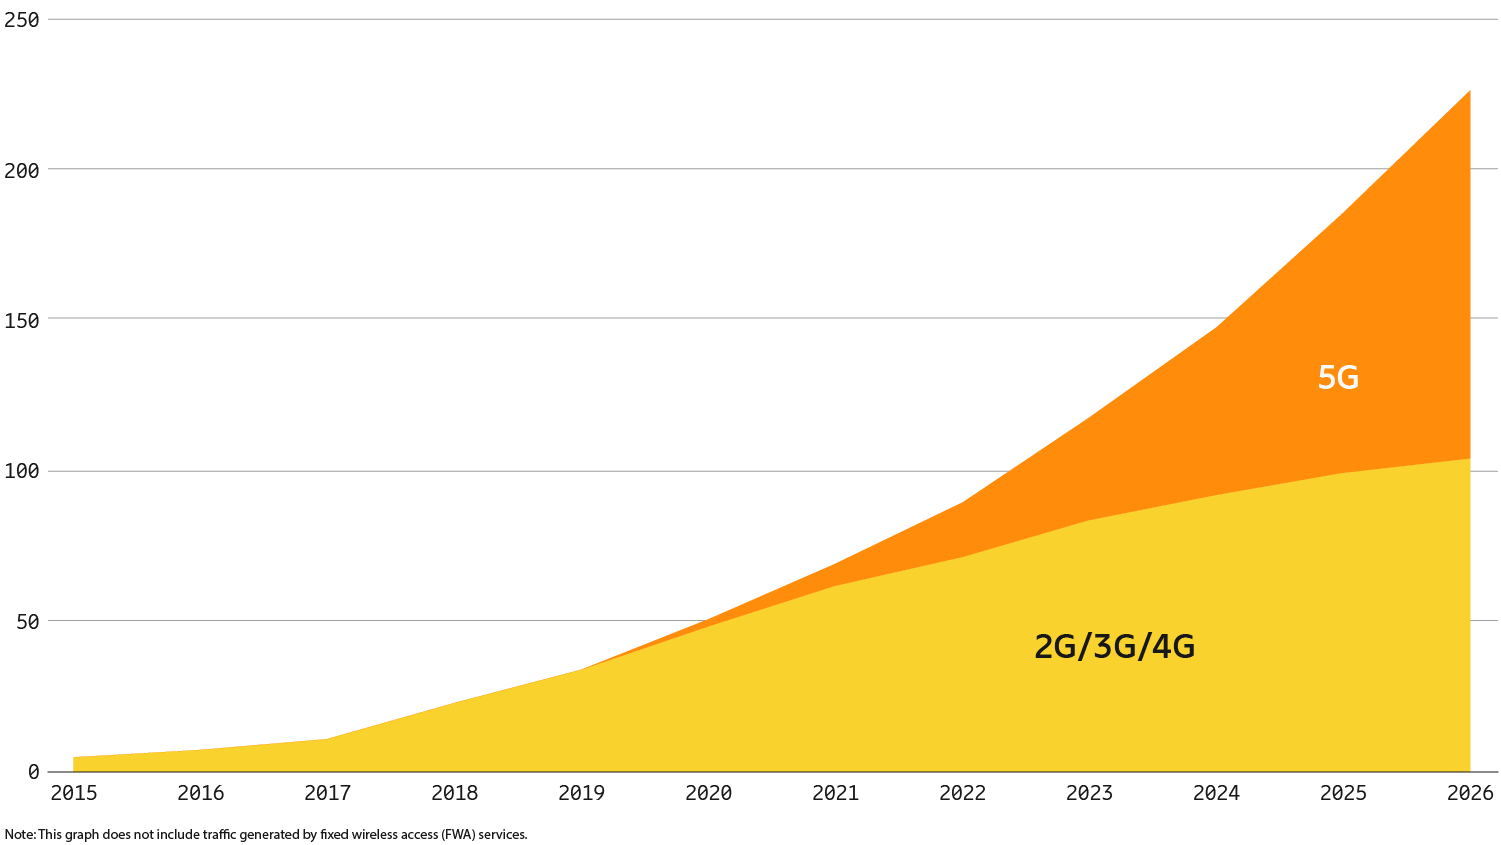 250
200
150
5G
100
50
2G/3G/4G
0
2015 2016 2017 2018 2019 2020 2021 2022 2023 2024 2025 2026
Note: This graph does not include traffic generated by fixed wireless access (FWA) services.